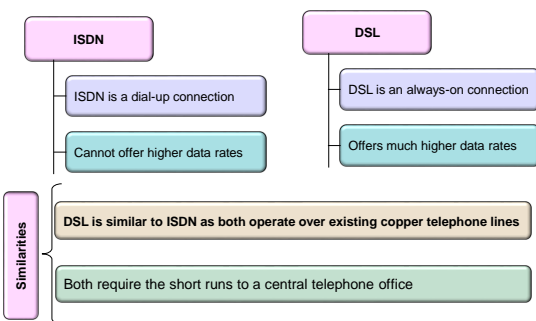 ISDN
ISDN is a dial-up connection
Cannot offer higher data rates
DSL
DSL is an always-on connection
Offers much higher data rates
Similarities
DSL is similar to ISDN as both operate over existing copper telephone lines
Both require the short runs to a central telephone office